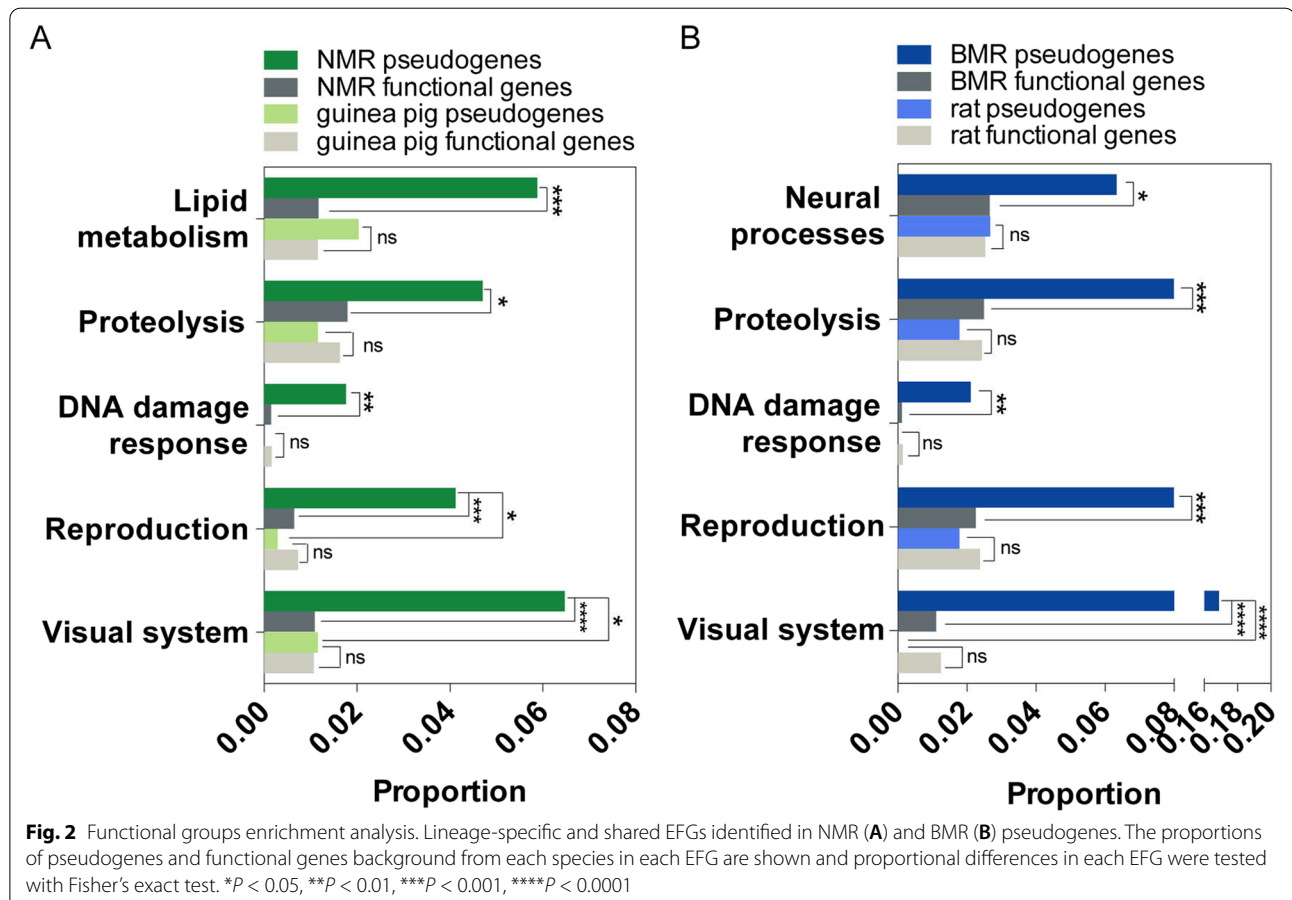 A
NMR pseudogenes
NMR functional genes
guinea pig pseudogenes
guinea pig functional genes
Lipid
metabolism
***
ns
Proteolysis
*
ns
DNA damage
response
**
ns
Reproduction
***
*
ns
Visual system
****
*
ns
0.00
0.02
0.04
0.06
0.08
Proportion
B
BMR pseudogenes
BMR functional genes
rat pseudogenes
rat functional genes
Neural
processes
*
ns
Proteolysis
***
ns
DNA damage
response
**
ns
Reproduction
***
ns
Visual system
****
****
ns
0.00
0.02
0.04
0.06
0.08
0.16
0.18
0.20
Proportion
Fig. 2 Functional groups enrichment analysis. Lineage-specific and shared EFGs identified in NMR (A) and BMR (B) pseudogenes. The proportions
of pseudogenes and functional genes background from each species in each EFG are shown and proportional differences in each EFG were tested
with Fisher's exact test. *P < 0.05, **P < 0.01, ***P < 0.001, ****P < 0.0001